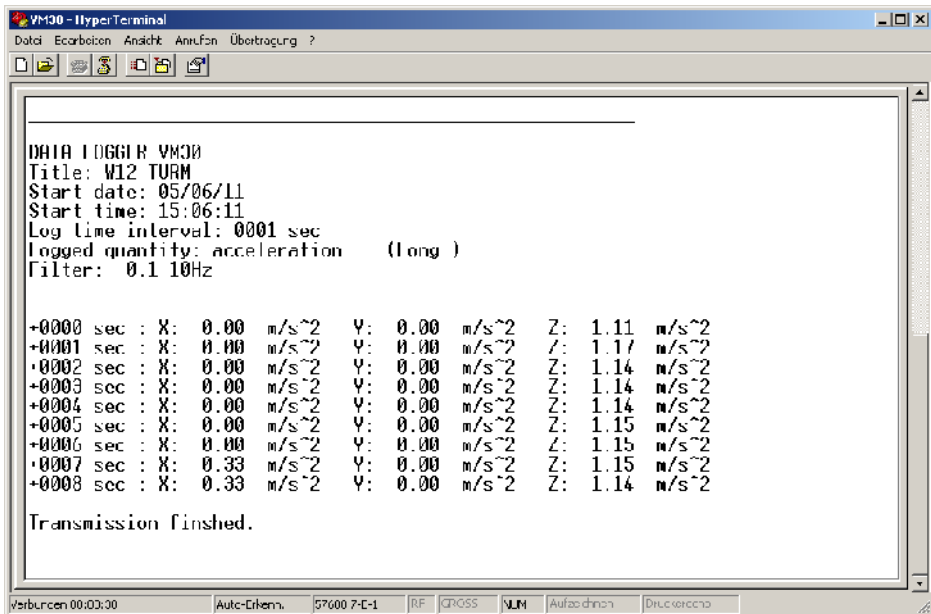 VM30 - HyperTerminal
Datei Bearbeiten Ansicht Anrufen Übertragung ?
DATA LOGGER VM30
Title: W12 TURM
Start date: 05/06/11
Start time: 15:06:11
Log time interval: 0001 sec
Logged quantity: acceleration (Long )
Filter: 0.1 10Hz
+0000 sec : X: 0.00 m/s^2 Y: 0.00 m/s^2 Z: 1.11 m/s^2
+0001 sec : X: 0.00 m/s^2 Y: 0.00 m/s^2 Z: 1.17 m/s^2
+0002 sec : X: 0.00 m/s^2 Y: 0.00 m/s^2 Z: 1.14 m/s^2
+0003 sec : X: 0.00 m/s^2 Y: 0.00 m/s^2 Z: 1.14 m/s^2
+0004 sec : X: 0.00 m/s^2 Y: 0.00 m/s^2 Z: 1.14 m/s^2
+0005 sec : X: 0.00 m/s^2 Y: 0.00 m/s^2 Z: 1.15 m/s^2
+0006 sec : X: 0.00 m/s^2 Y: 0.00 m/s^2 Z: 1.15 m/s^2
+0007 sec : X: 0.33 m/s^2 Y: 0.00 m/s^2 Z: 1.15 m/s^2
+0008 sec : X: 0.33 m/s^2 Y: 0.00 m/s^2 Z: 1.14 m/s^2
Transmission finshed.
Verbunden Auto-Erkenn. 57600 7-E-1 RF GROSS NUM Aufzeichnen Druckerecho